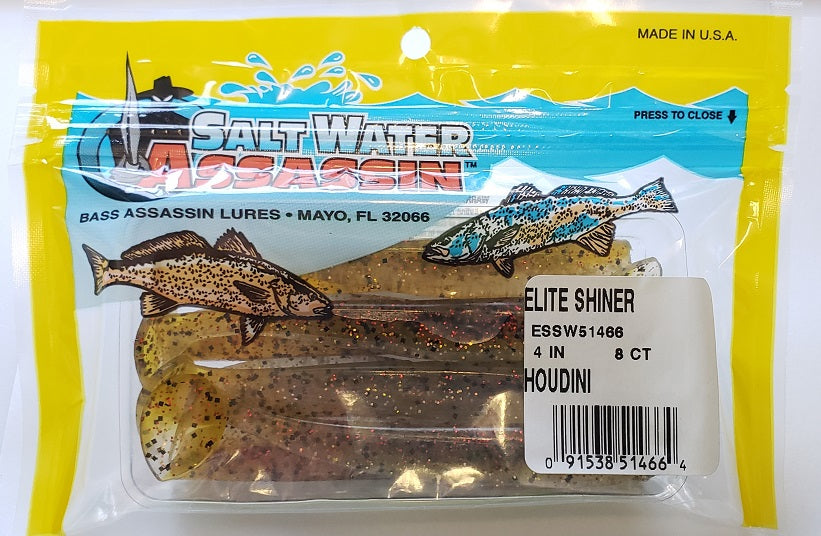 MADE IN U.S.A.
PRESS TO CLOSE
SALT WATER
ASSASSIN™
BASS ASSASSIN LURES • MAYO, FL 32066
ELITE SHINER
ESSW51466
4 IN 8 CT
HOUDINI
0 91538 51466 4